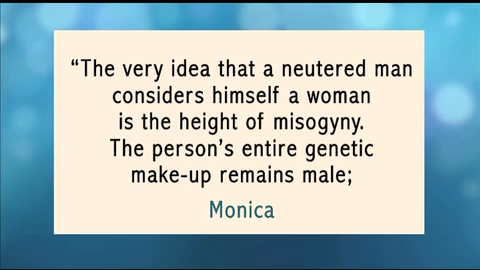 “The very idea that a neutered man
considers himself a woman
is the height of misogyny.
The person’s entire genetic
make-up remains male;
Monica